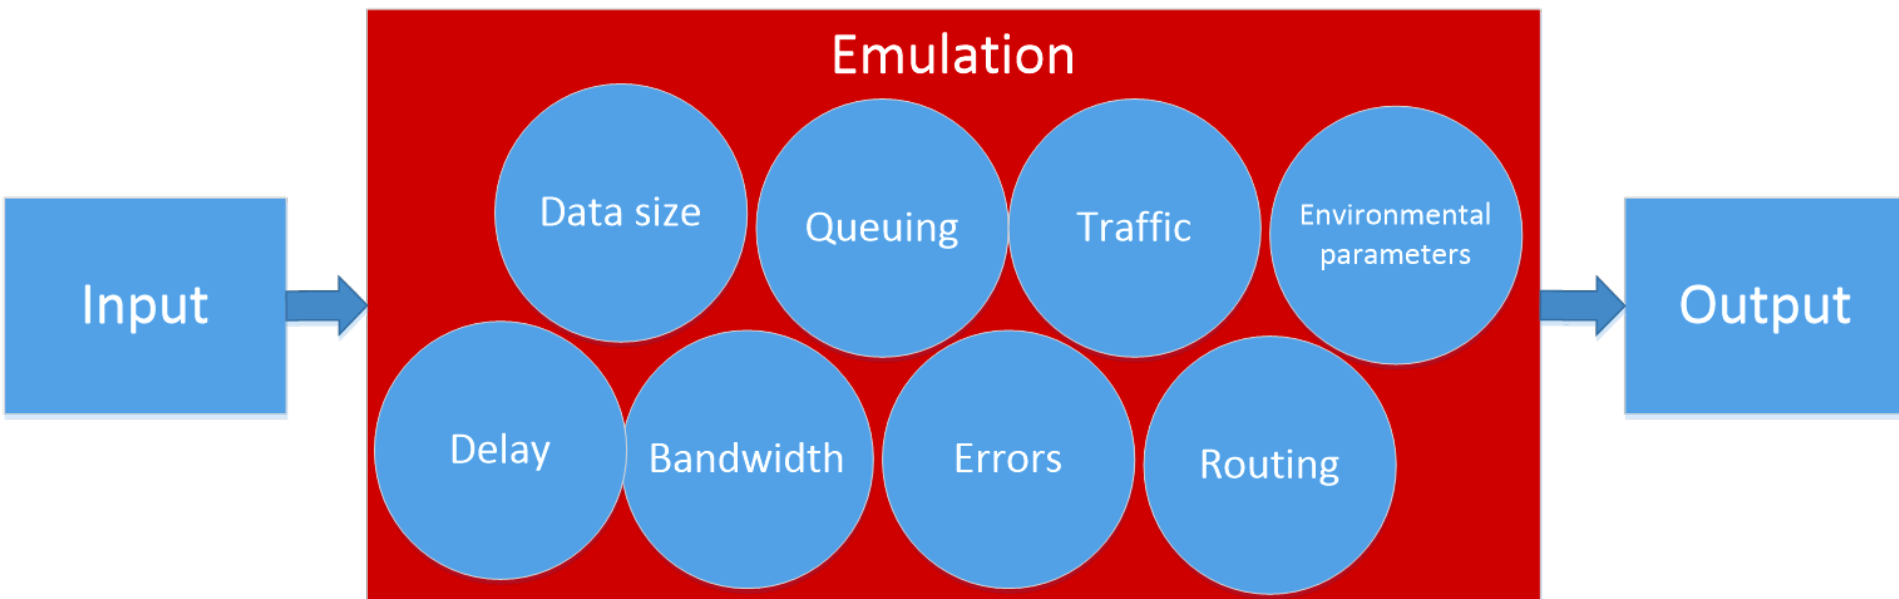 Emulation
Data size
Queuing
Traffic
Environmental
parameters
Input
Output
Delay
Bandwidth
Errors
Routing